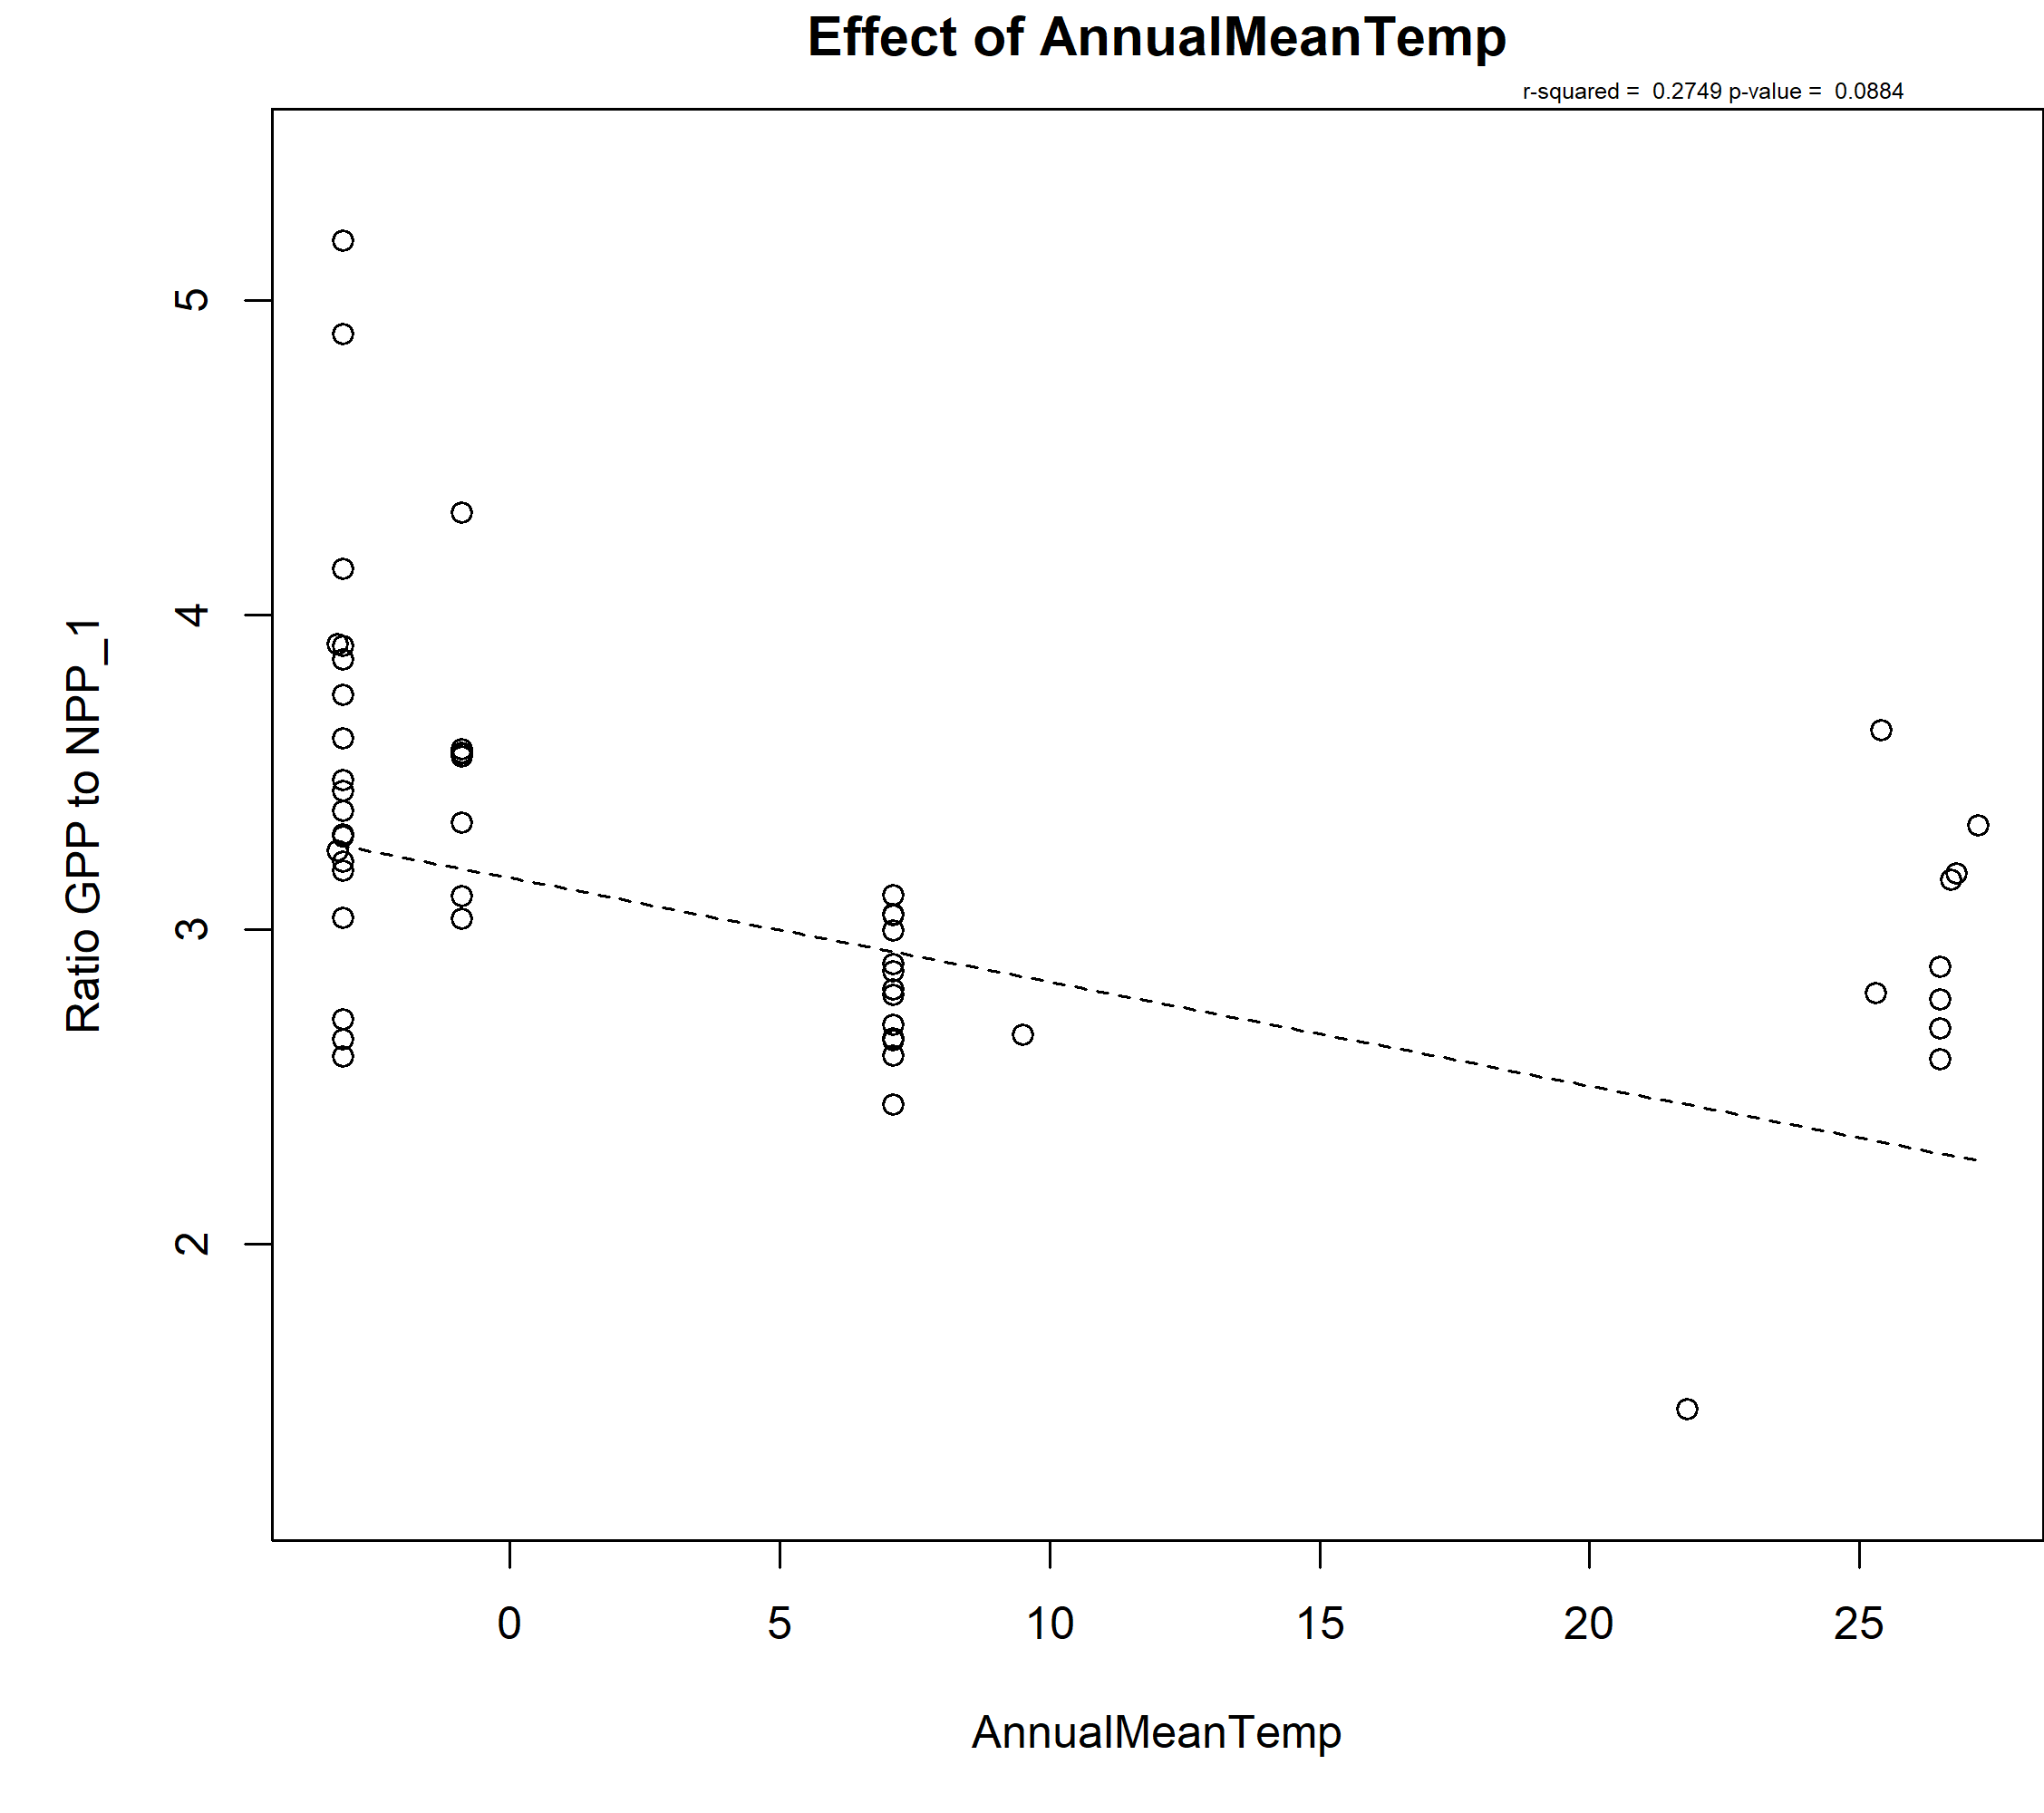 Effect of AnnualMeanTemp
r-squared =  0.2749 p-value =  0.0884
Ratio GPP to NPP_1
5
4
3
2
0 5 10 15 20 25
AnnualMeanTemp